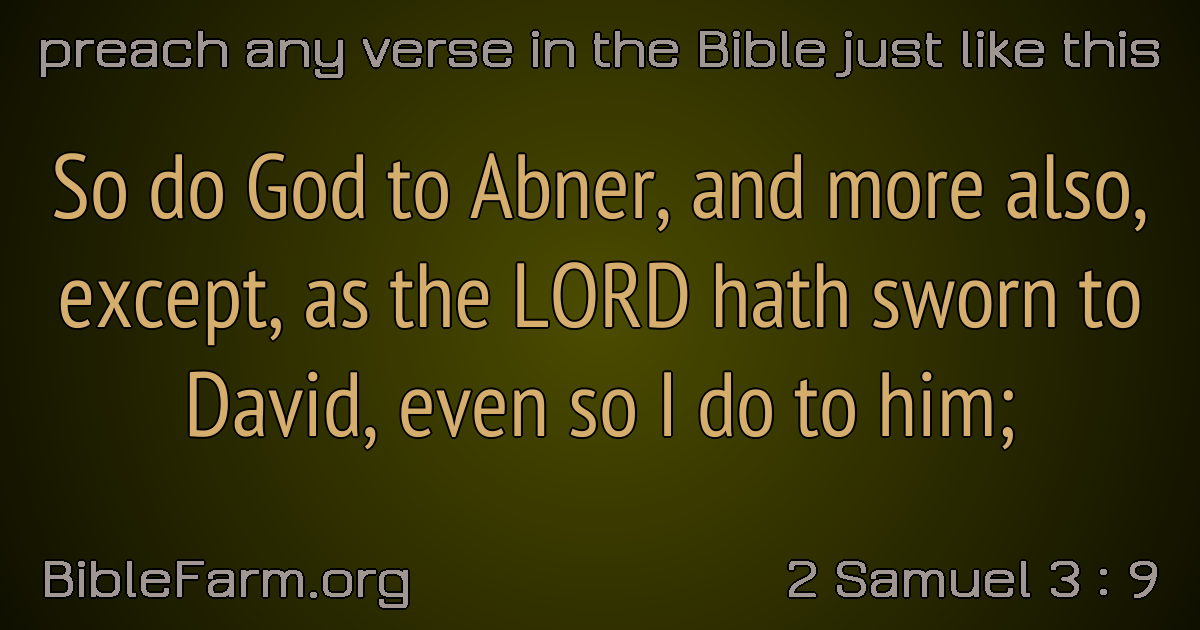 preach any verse in the Bible just like this
So do God to Abner, and more also,
except, as the LORD hath sworn to
David, even so I do to him;
BibleFarm.org
2 Samuel 3 : 9